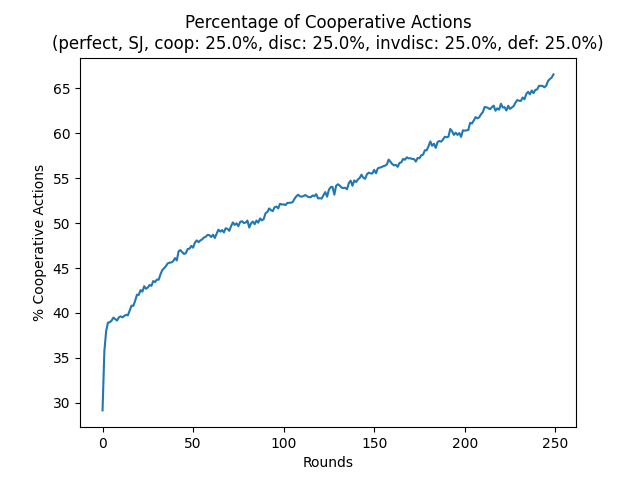 Percentage of Cooperative Actions
(perfect, SJ, coop: 25.0%, disc: 25.0%, invdisc: 25.0%, def: 25.0%)
65
60
55
50
45
40
35
30
% Cooperative Actions
0 50 100 150 200 250
Rounds